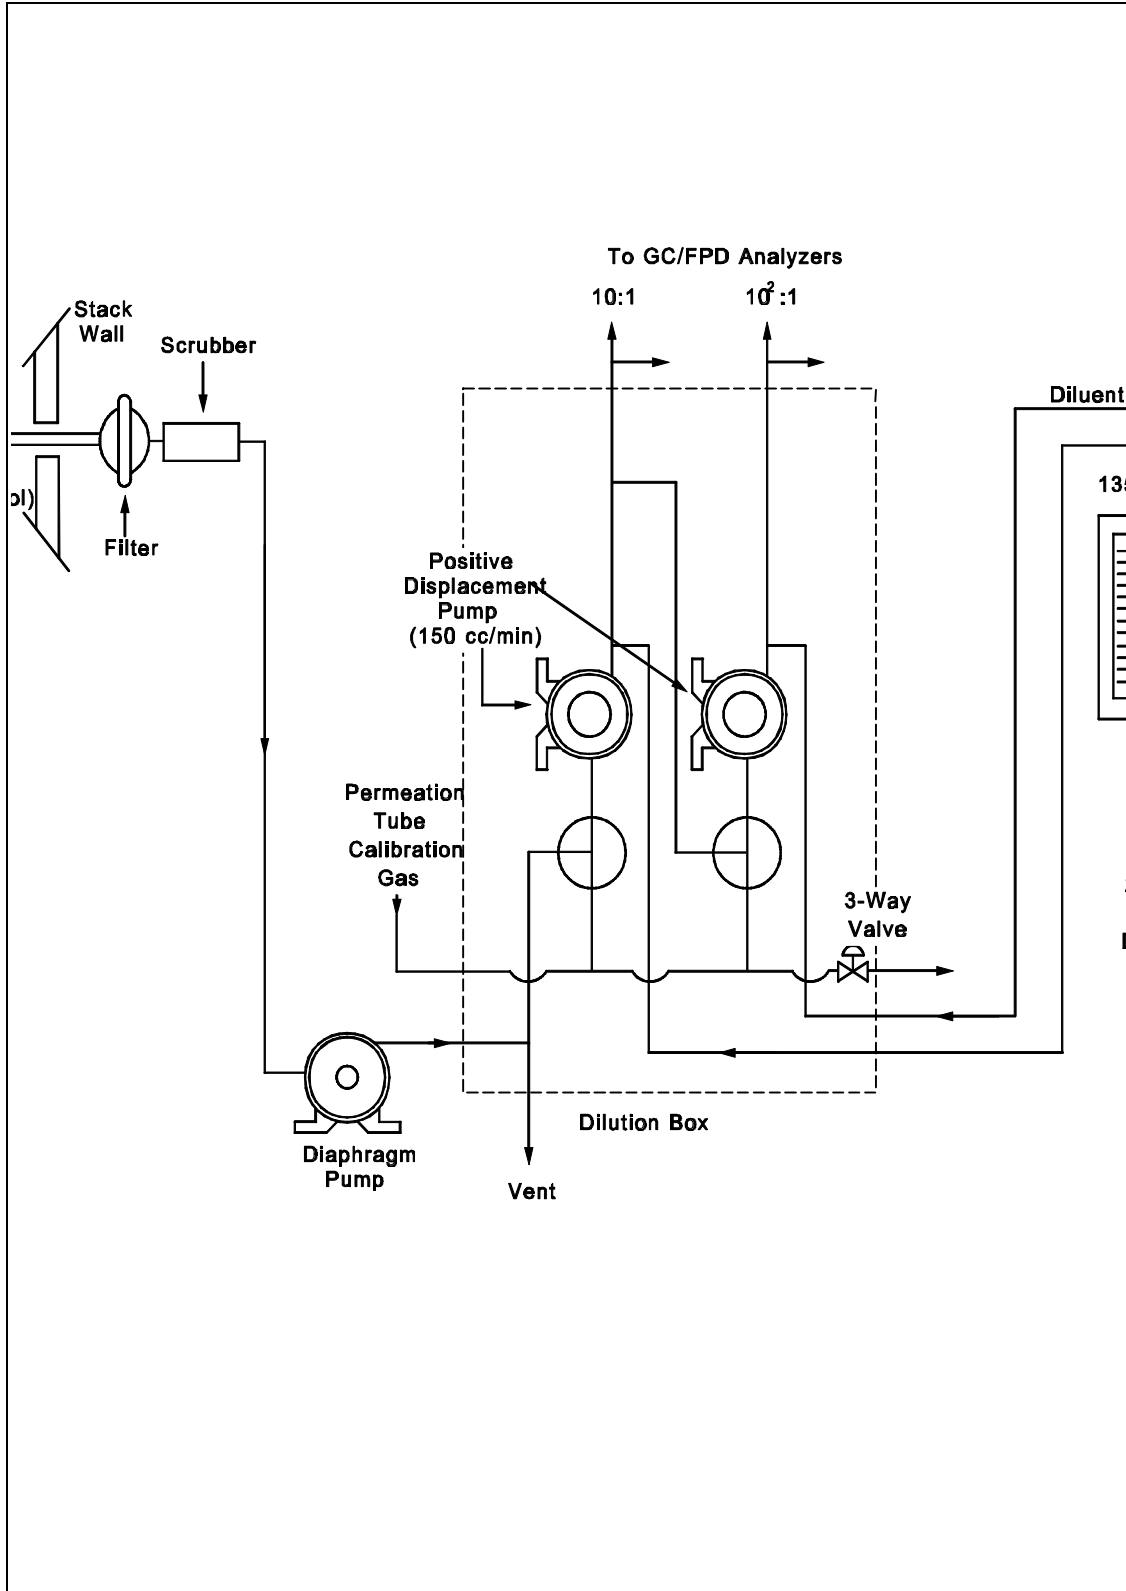 To GC/FPD Analyzers
10:1
10² :1
Stack
Wall
Scrubber
Diluent
Filter
Positive
Displacement
Pump
(150 cc/min)
Permeation
Tube
Calibration
Gas
3-Way
Valve
Dilution Box
Diaphragm
Pump
Vent